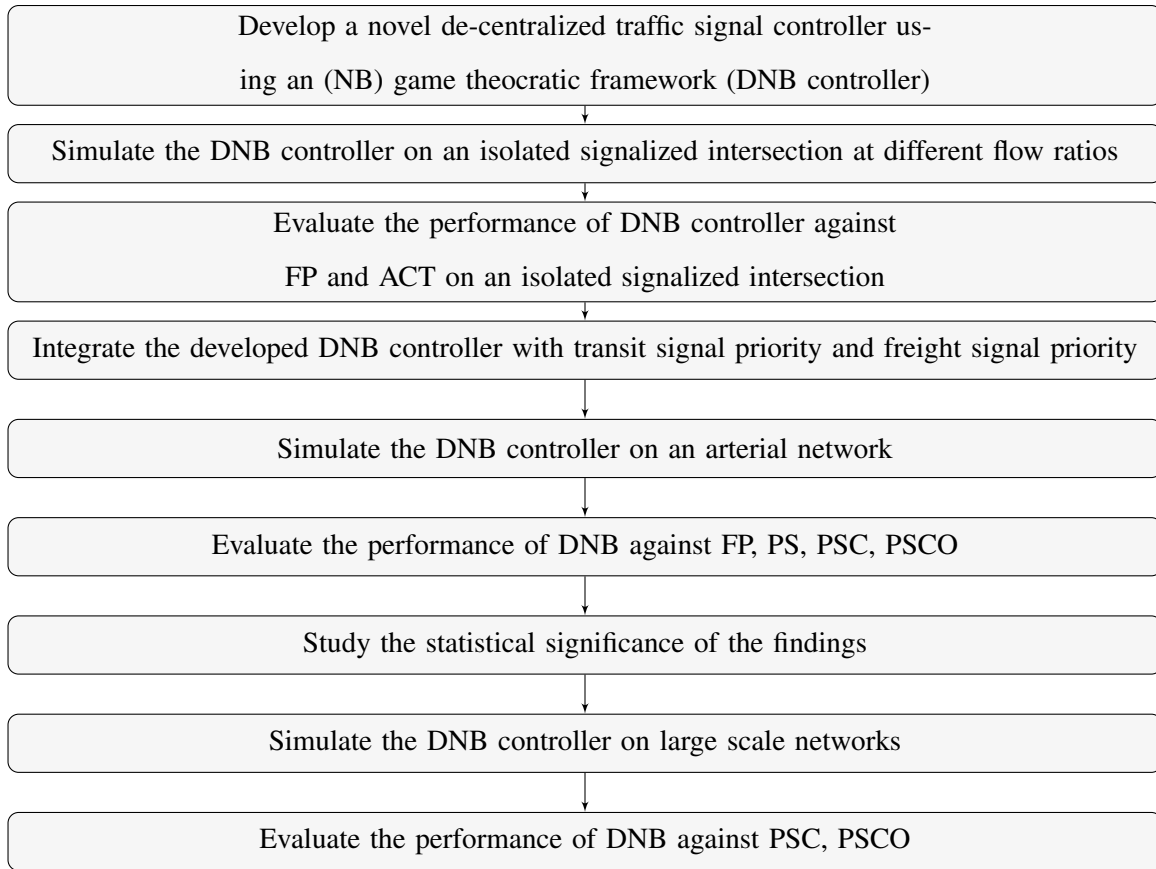 Develop a novel de-centralized traffic signal controller us-
ing an (NB) game theocratic framework (DNB controller)
Simulate the DNB controller on an isolated signalized intersection at different flow ratios
Evaluate the performance of DNB controller against
FP and ACT on an isolated signalized intersection
Integrate the developed DNB controller with transit signal priority and freight signal priority
Simulate the DNB controller on an arterial network
Evaluate the performance of DNB against FP, PS, PSC, PSCO
Study the statistical significance of the findings
Simulate the DNB controller on large scale networks
Evaluate the performance of DNB against PSC, PSCO